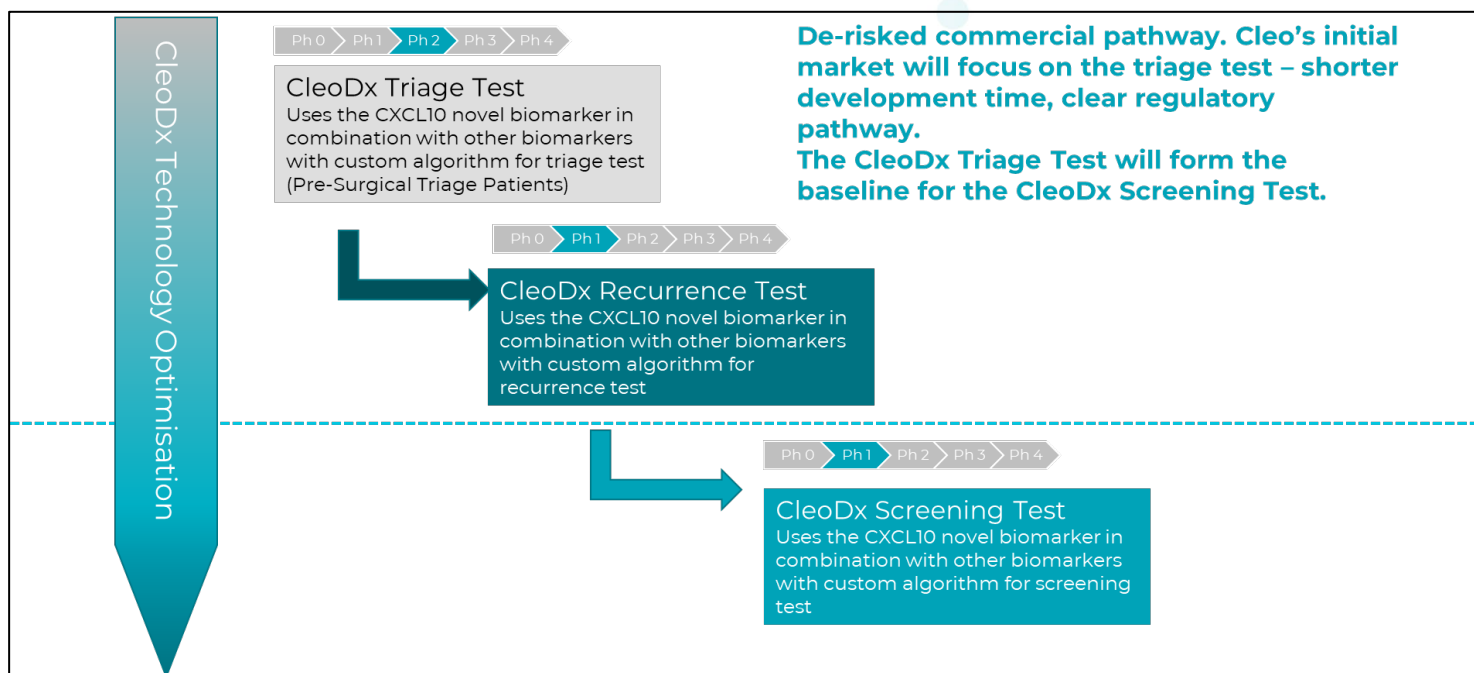 CleoDx Technology Optimisation
Ph 0 Ph 1 Ph 2 Ph 3 Ph 4
CleoDx Triage Test
Uses the CXCL10 novel biomarker in
combination with other biomarkers
with custom algorithm for triage test
(Pre-Surgical Triage Patients)
De-risked commercial pathway. Cleo's initial
market will focus on the triage test – shorter
development time, clear regulatory
pathway.
The CleoDx Triage Test will form the
baseline for the CleoDx Screening Test.
Ph 0 Ph 1 Ph 2 Ph 3 Ph 4
CleoDx Recurrence Test
Uses the CXCL10 novel biomarker in
combination with other biomarkers
with custom algorithm for
recurrence test
Ph 0 Ph 1 Ph 2 Ph 3 Ph 4
CleoDx Screening Test
Uses the CXCL10 novel biomarker in
combination with other biomarkers
with custom algorithm for screening
test